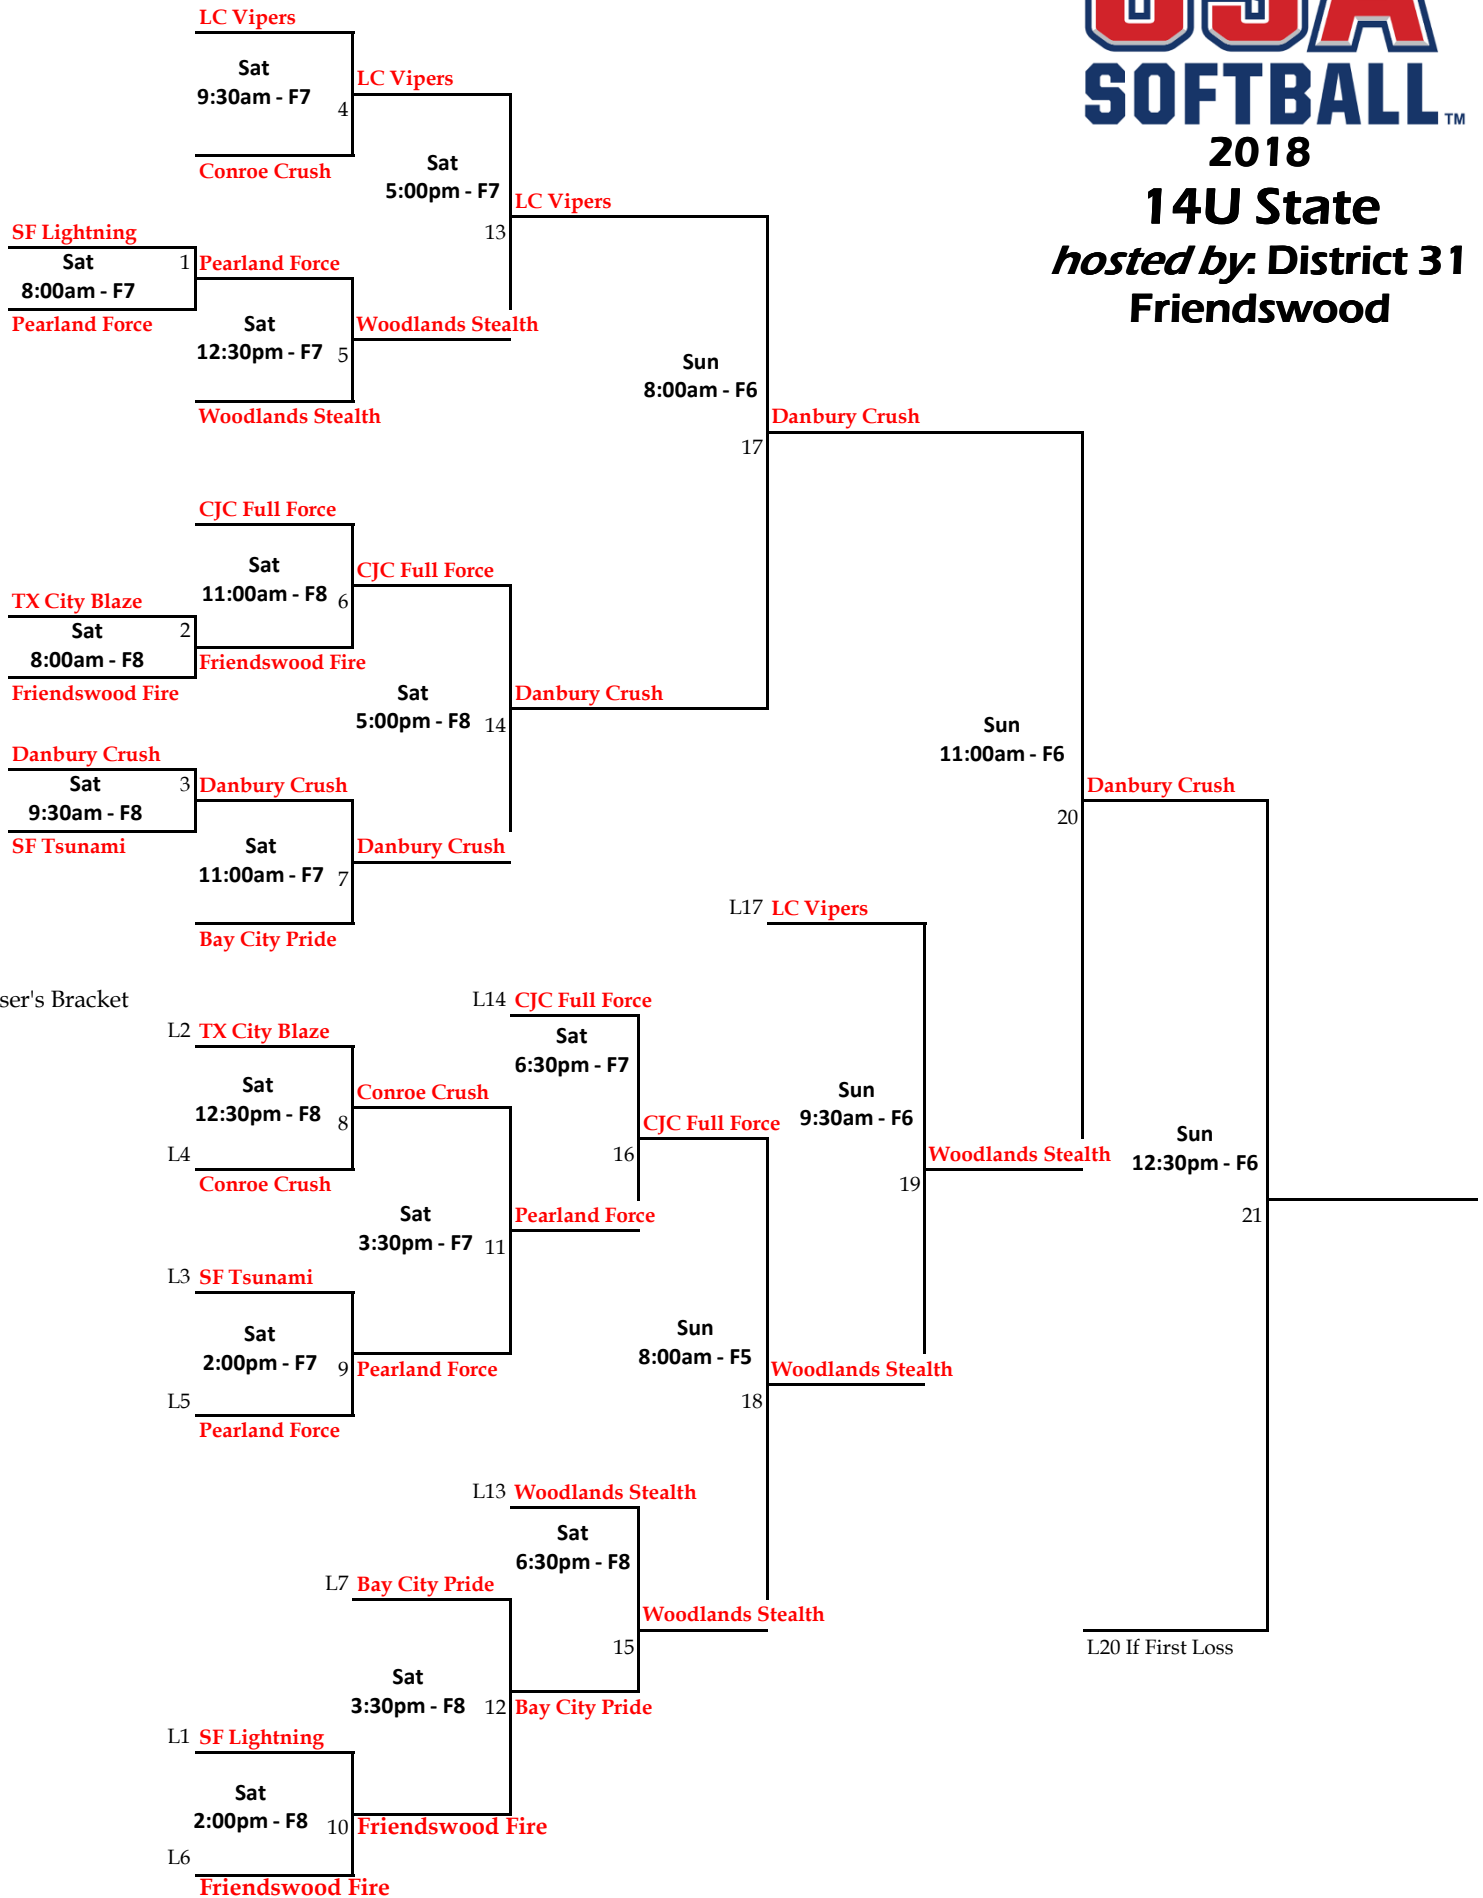 LC Vipers
USA
SOFTBALL™
2018
14U State
hosted by: District 31
Friendswood
Sat
9:30am - F7
4
LC Vipers
Conroe Crush
Sat
5:00pm - F7
13
LC Vipers
SF Lightning
Sat
8:00am - F7
1
Pearland Force
Pearland Force
Sat
12:30pm - F7
5
Woodlands Stealth
Woodlands Stealth
Sun
8:00am - F6
17
Danbury Crush
CJC Full Force
Sat
11:00am - F8
6
CJC Full Force
TX City Blaze
Sat
8:00am - F8
2
Friendswood Fire
Friendswood Fire
Sat
5:00pm - F8
14
Danbury Crush
Danbury Crush
Sat
9:30am - F8
3
Danbury Crush
SF Tsunami
Sat
11:00am - F7
7
Danbury Crush
Bay City Pride
Sun
11:00am - F6
20
Danbury Crush
L17 LC Vipers
ser's Bracket
L14 CJC Full Force
L2 TX City Blaze
Sat
6:30pm - F7
Sat
12:30pm - F8
8
Conroe Crush
L4
Conroe Crush
16
CJC Full Force
Sun
9:30am - F6
19
Woodlands Stealth
Sun
12:30pm - F6
21
Sat
3:30pm - F7
11
Pearland Force
L3 SF Tsunami
Sat
2:00pm - F7
9
Pearland Force
L5
Pearland Force
Sun
8:00am - F5
18
Woodlands Stealth
L13 Woodlands Stealth
Sat
6:30pm - F8
L7 Bay City Pride
15
Woodlands Stealth
L20 If First Loss
Sat
3:30pm - F8
12
Bay City Pride
L1 SF Lightning
Sat
2:00pm - F8
10
Friendswood Fire
L6
Friendswood Fire